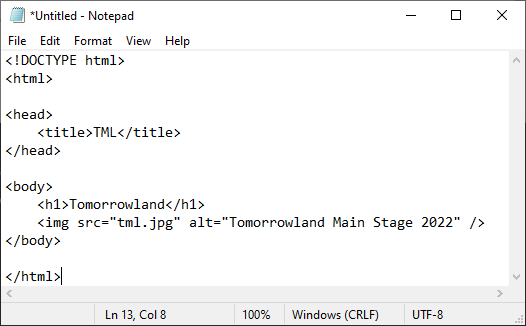 *Untitled - Notepad
File Edit Format View Help
<!DOCTYPE html>
<html>

<head>
    <title>TML</title>
</head>

<body>
    <h1>Tomorrowland</h1>
    <img src="tml.jpg" alt="Tomorrowland Main Stage 2022" />
</body>

</html>
Ln 13, Col 8 100% Windows (CRLF) UTF-8